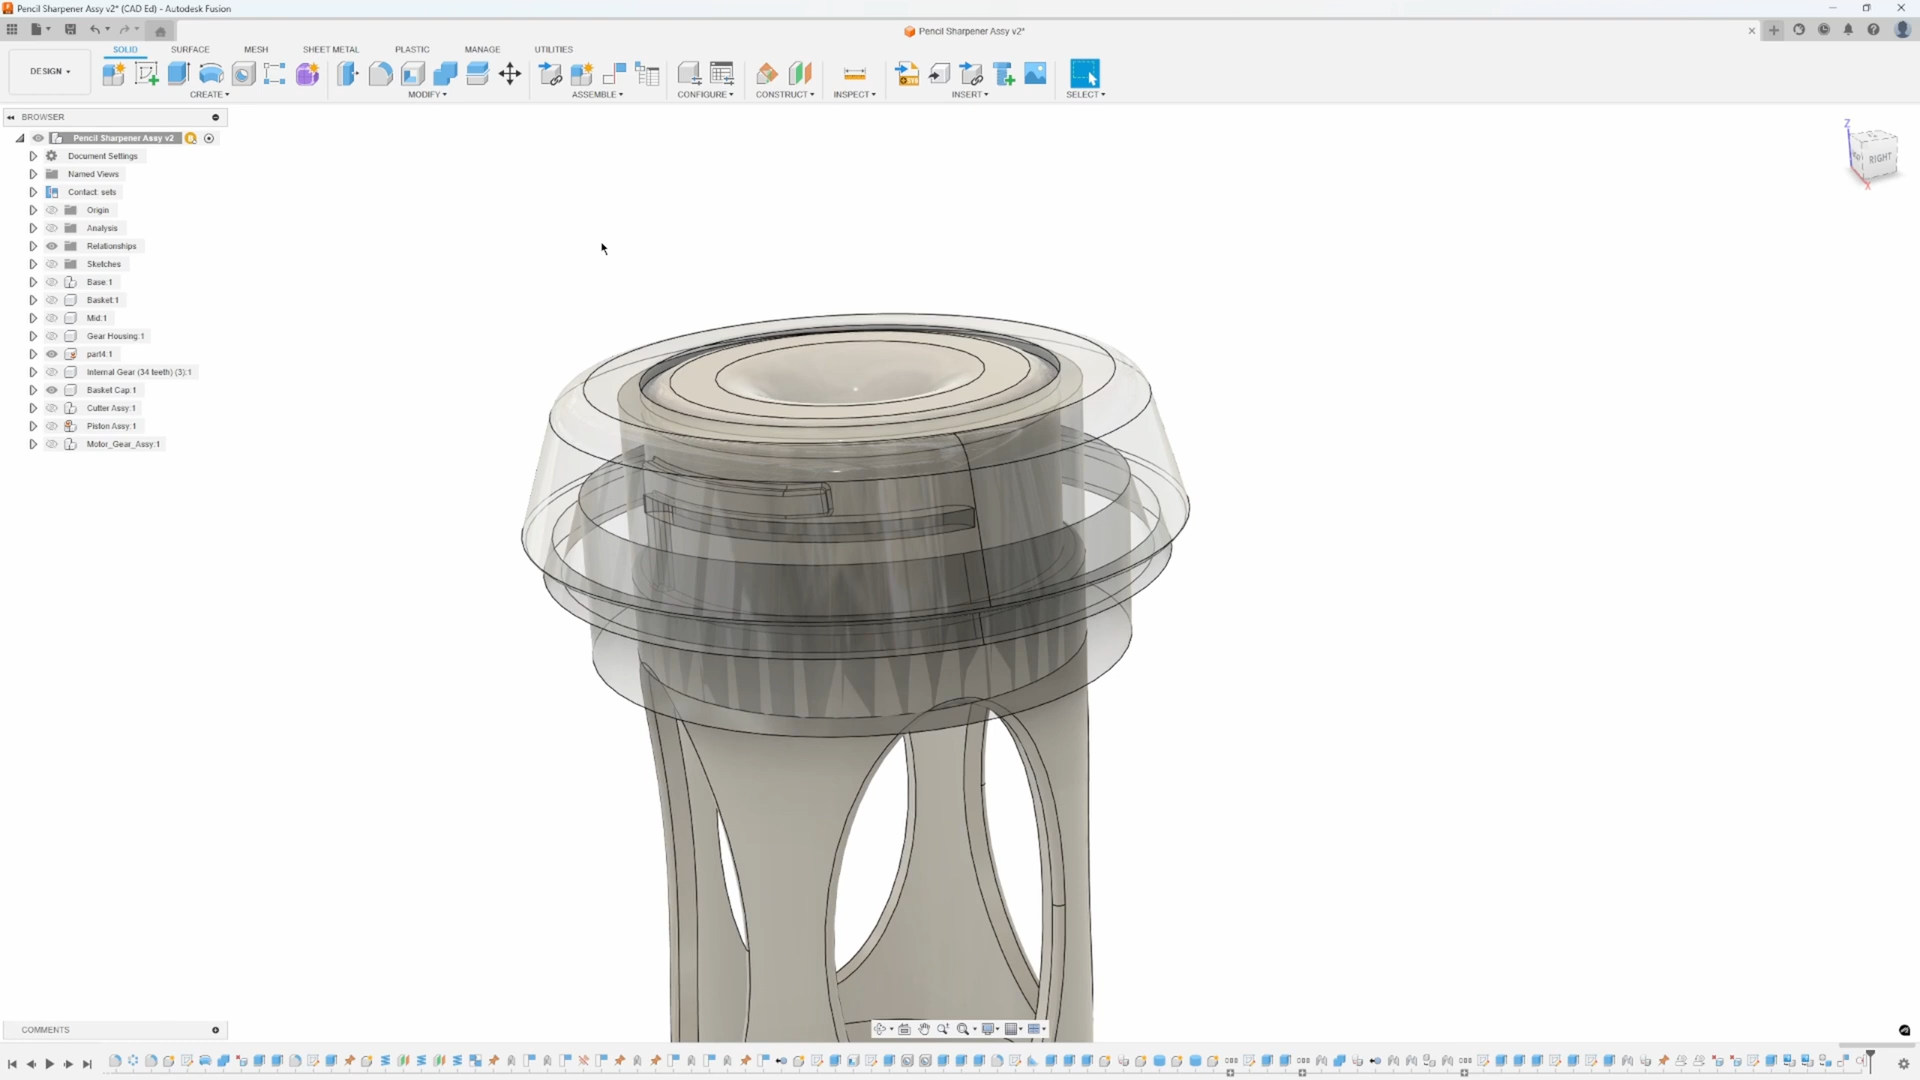 Pencil Sharpener Assy v2* (CAD Ed) - Autodesk Fusion
Pencil Sharpener Assy v2*
SOLID SURFACE MESH SHEET METAL PLASTIC MANAGE UTILITIES
DESIGN
CREATE MODIFY ASSEMBLE CONFIGURE CONSTRUCT INSPECT INSERT SELECT
BROWSER
Pencil Sharpener Assy v2
Document Settings
Named Views
Contact: sets
Origin
Analysis
Relationships
Sketches
Base:1
Basket:1
Mid:1
Gear Housing:1
part4:1
Internal Gear (34 teeth) (3):1
Basket Cap:1
Cutter Assy:1
Piston Assy:1
Motor_Gear_Assy:1
Z
RIGHT
X
COMMENTS